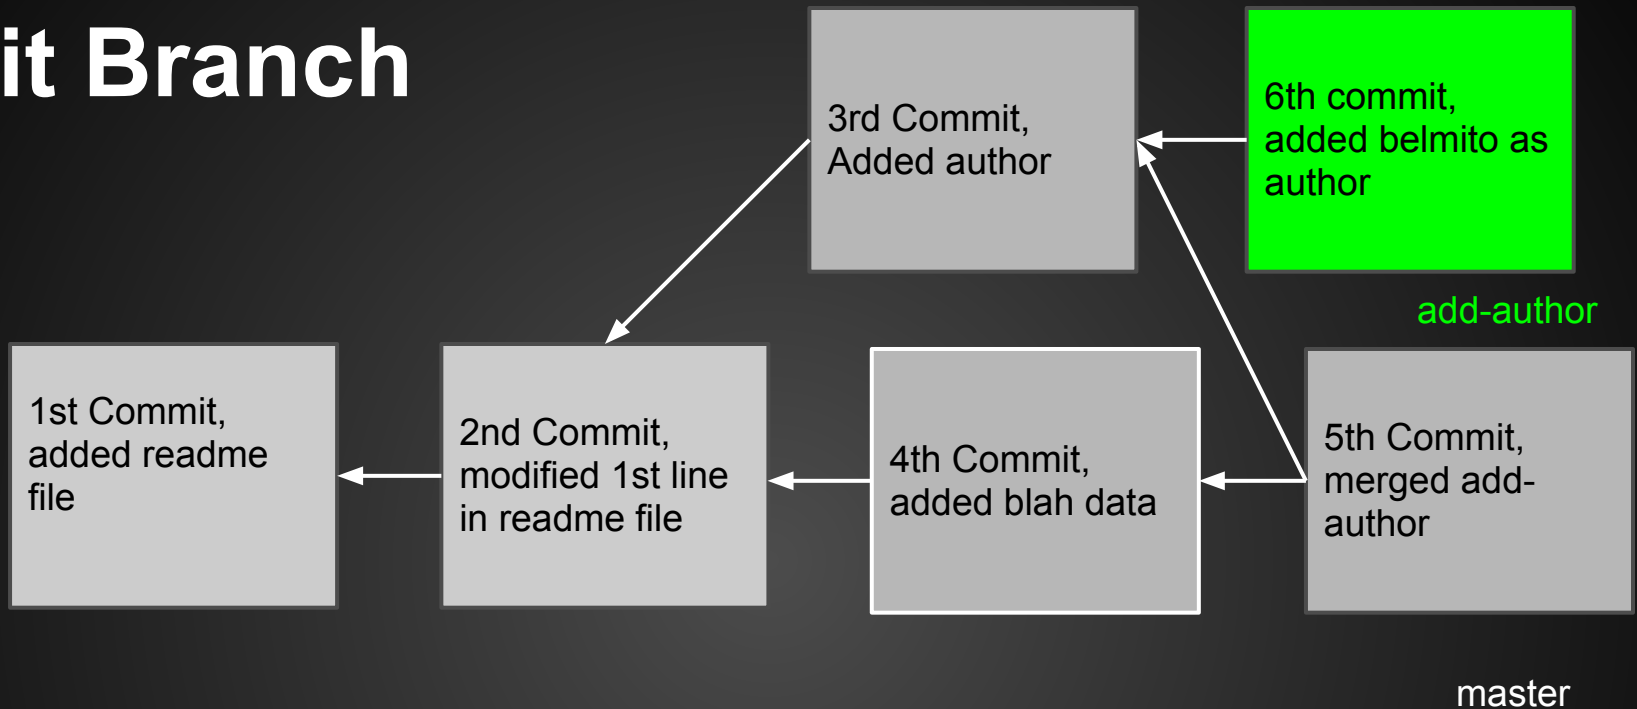 it Branch
3rd Commit,
Added author
6th commit,
added belmito as
author
add-author
1st Commit,
added readme
file
2nd Commit,
modified 1st line
in readme file
4th Commit,
added blah data
5th Commit,
merged add-
author
master